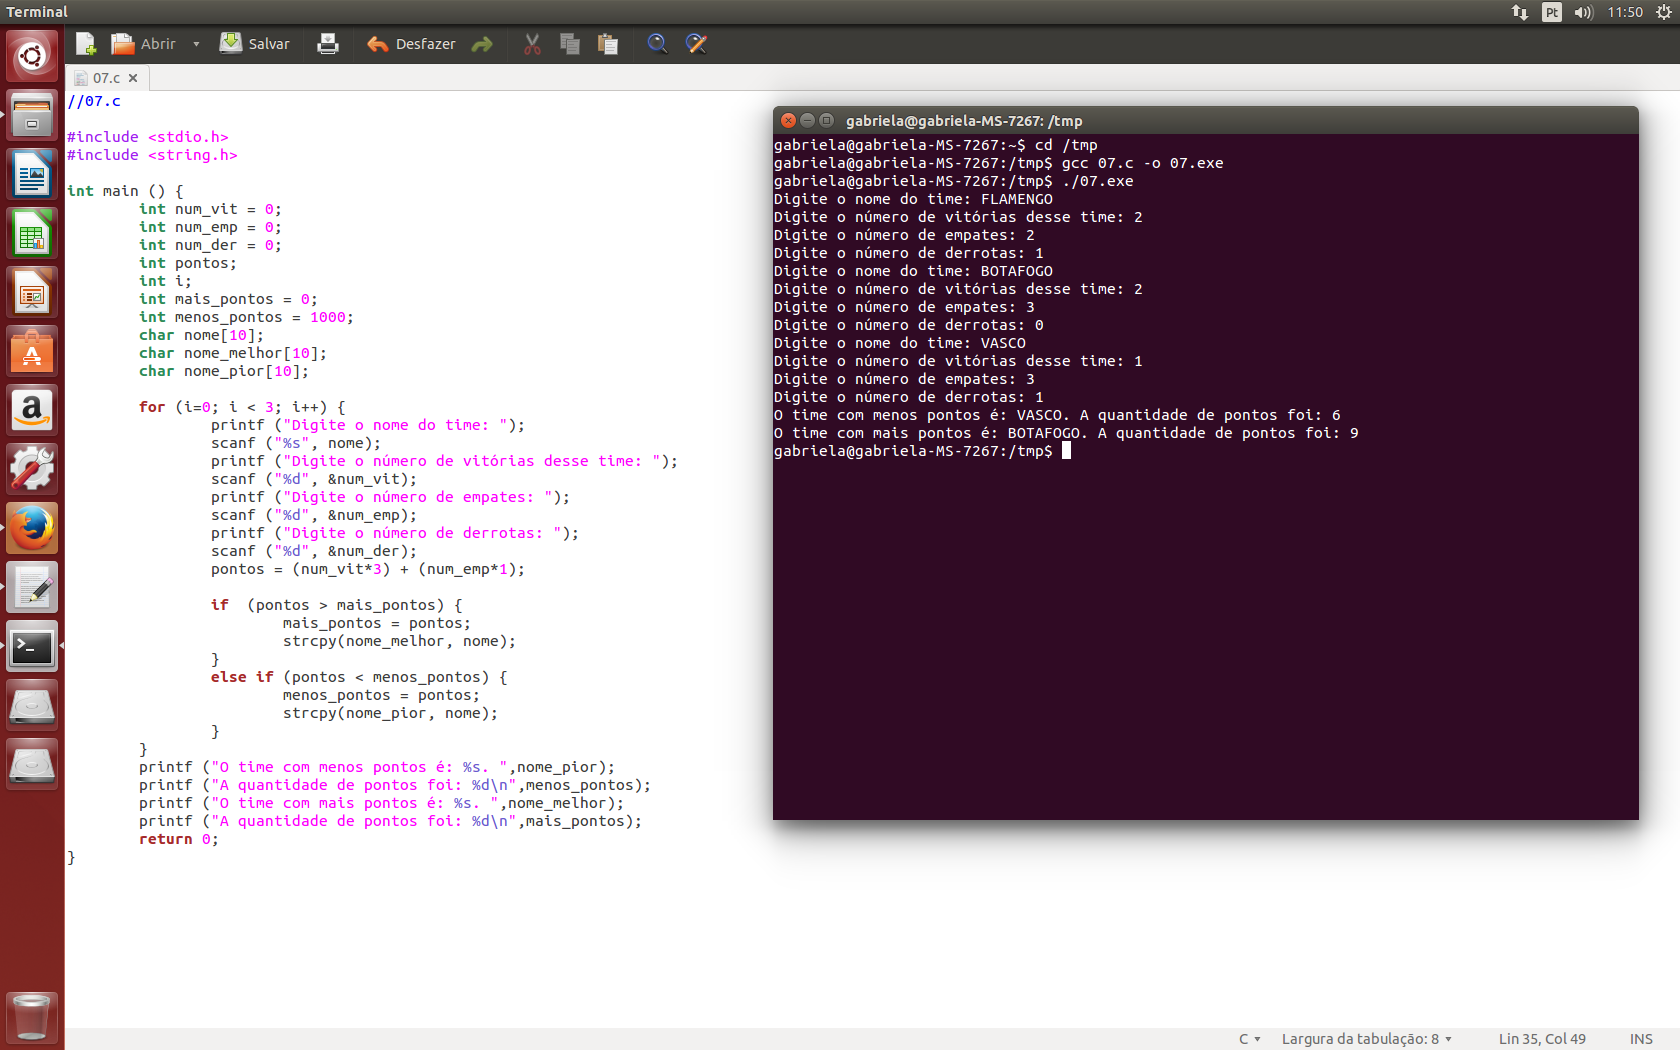 Terminal
Pt
11:50
Abrir
Salvar
Desfazer
07.c
//07.c
#include <stdio.h>
#include <string.h>
int main () {
int num_vit = 0;
int num_emp = 0;
int num_der = 0;
int pontos;
int i;
int mais_pontos = 0;
int menos_pontos = 1000;
char nome[10];
char nome_melhor[10];
char nome_pior[10];
for (i=0; i < 3; i++) {
printf ("Digite o nome do time: ");
scanf ("%s", nome);
printf ("Digite o número de vitórias desse time: ");
scanf ("%d", &num_vit);
printf ("Digite o número de empates: ");
scanf ("%d", &num_emp);
printf ("Digite o número de derrotas: ");
scanf ("%d", &num_der);
pontos = (num_vit*3) + (num_emp*1);
if  (pontos > mais_pontos) {
mais_pontos = pontos;
strcpy(nome_melhor, nome);
}
else if (pontos < menos_pontos) {
menos_pontos = pontos;
strcpy(nome_pior, nome);
}
}
printf ("O time com menos pontos é: %s. ",nome_pior);
printf ("A quantidade de pontos foi: %d\n",menos_pontos);
printf ("O time com mais pontos é: %s. ",nome_melhor);
printf ("A quantidade de pontos foi: %d\n",mais_pontos);
return 0;
}
gabriela@gabriela-MS-7267: /tmp
gabriela@gabriela-MS-7267:~$ cd /tmp
gabriela@gabriela-MS-7267:/tmp$ gcc 07.c -o 07.exe
gabriela@gabriela-MS-7267:/tmp$ ./07.exe
Digite o nome do time: FLAMENGO
Digite o número de vitórias desse time: 2
Digite o número de empates: 2
Digite o número de derrotas: 1
Digite o nome do time: BOTAFOGO
Digite o número de vitórias desse time: 2
Digite o número de empates: 3
Digite o número de derrotas: 0
Digite o nome do time: VASCO
Digite o número de vitórias desse time: 1
Digite o número de empates: 3
Digite o número de derrotas: 1
O time com menos pontos é: VASCO. A quantidade de pontos foi: 6
O time com mais pontos é: BOTAFOGO. A quantidade de pontos foi: 9
gabriela@gabriela-MS-7267:/tmp$
C
Largura da tabulação: 8
Lin 35, Col 49
INS